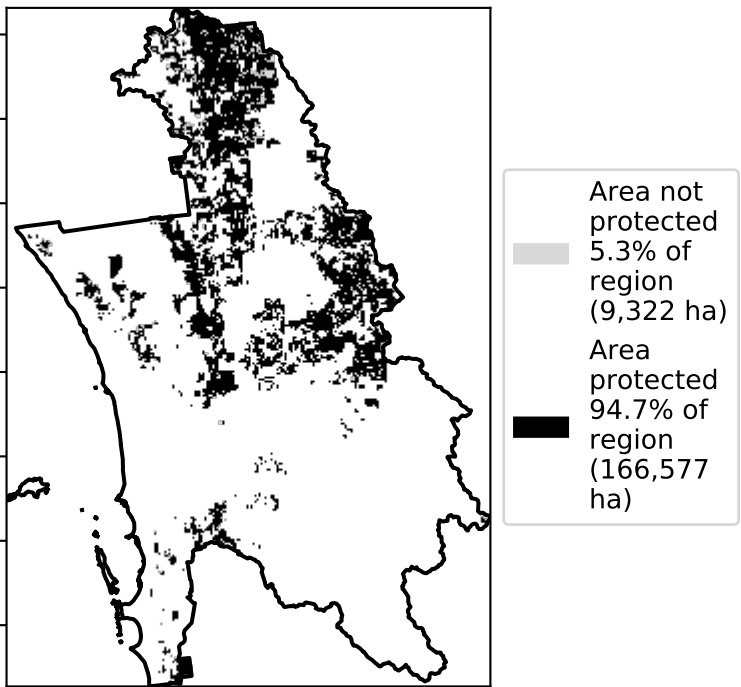 Area not
protected
5.3% of
region
(9,322 ha)
Area
protected
94.7% of
region
(166,577
ha)